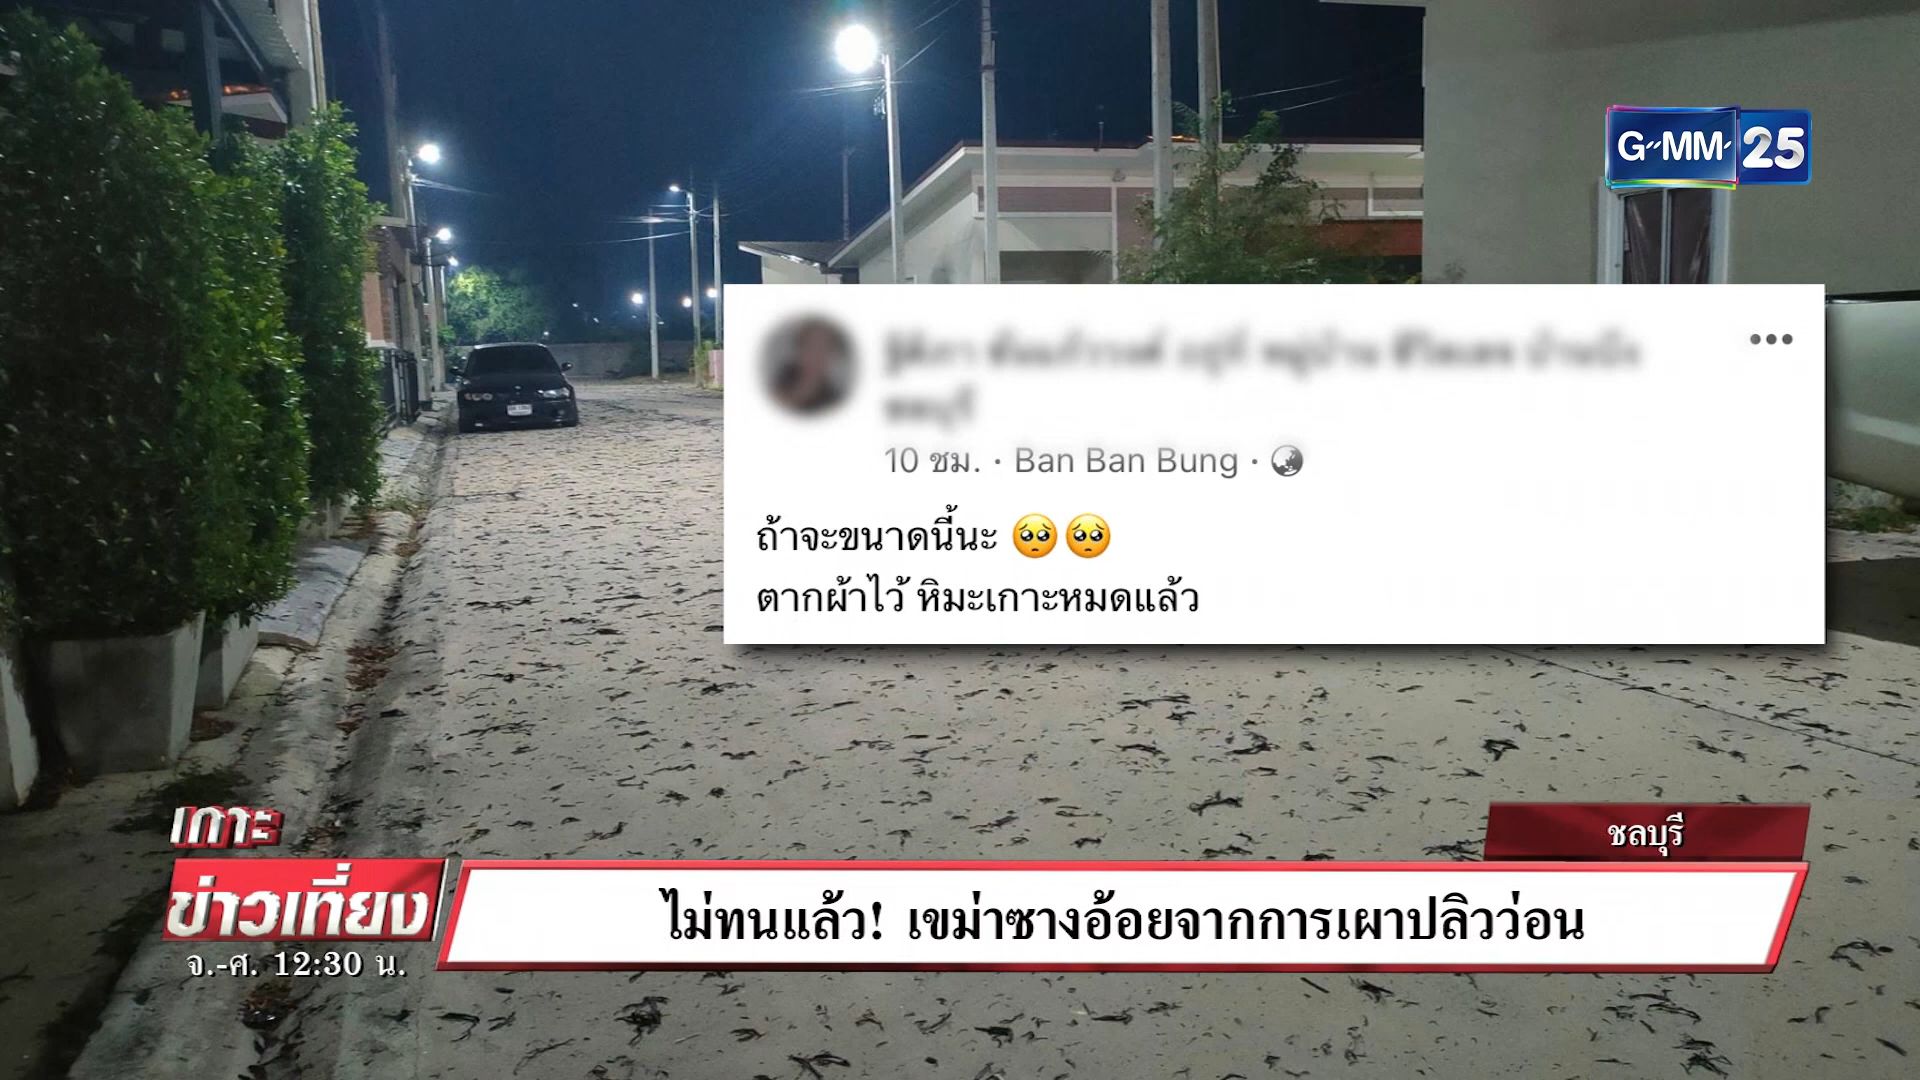 G-MM 25
10 ชม. · Ban Ban Bung ·
ถ้าจะขนาดนี้นะ 🥺🥺
ตากผ้าไว้ หิมะเกาะหมดแล้ว
ชลบุรี
เกาะ
ข่าวเที่ยง
จ.-ศ. 12:30 น.
ไม่ทนแล้ว! เขม่าซางอ้อยจากการเผาปลิวว่อน